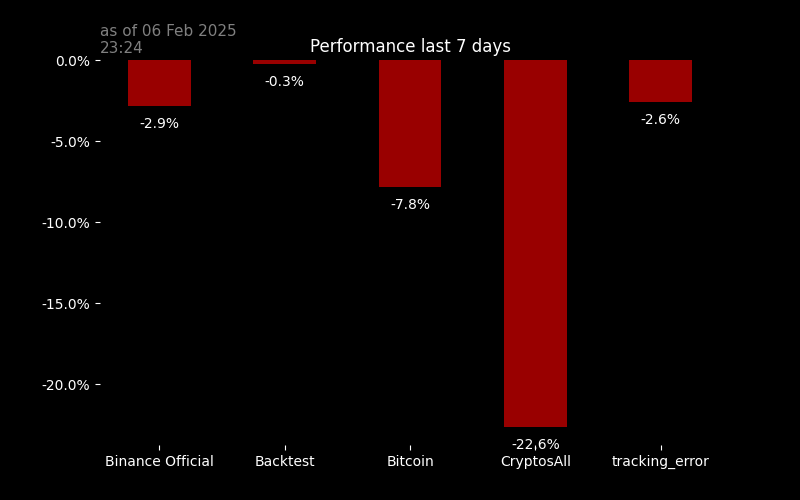 as of 06 Feb 2025
23:24
Performance last 7 days
0.0%
-5.0%
-10.0%
-15.0%
-20.0%
-2.9%
-0.3%
-7.8%
-22.6%
-2.6%
Binance Official
Backtest
Bitcoin
CryptosAll
tracking_error